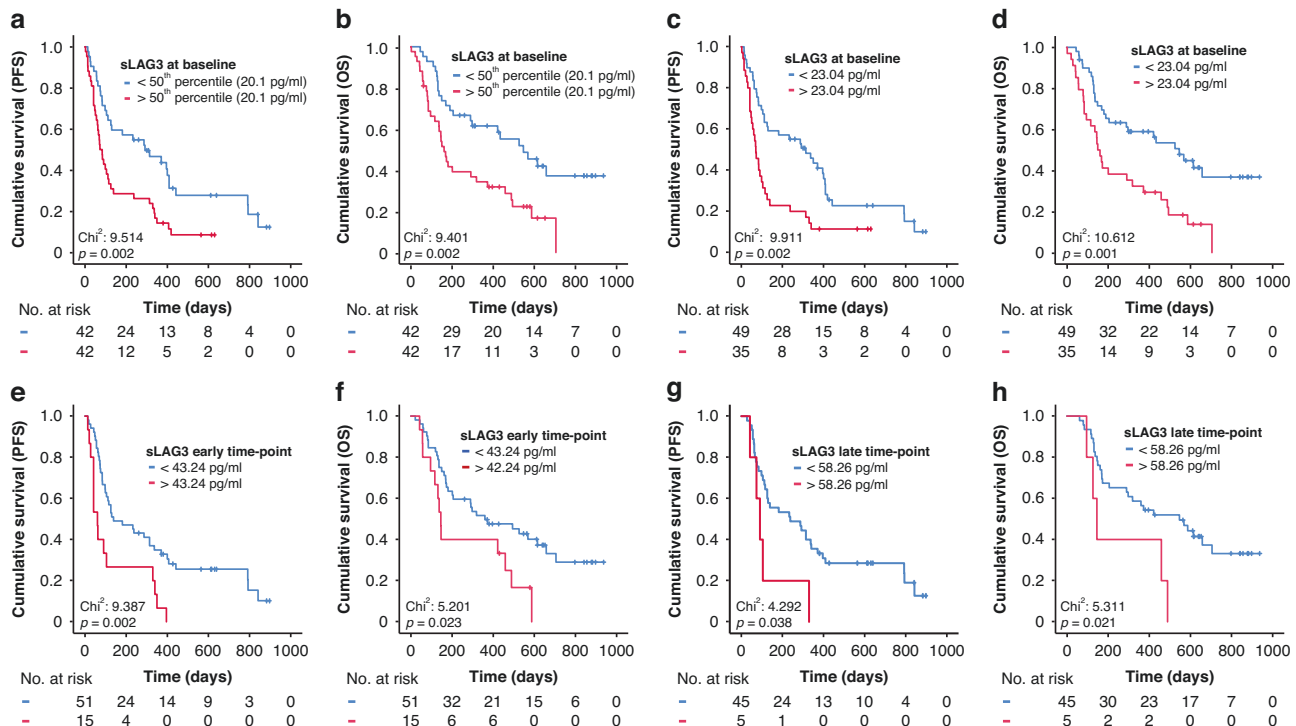 a
Cumulative survival (PFS)
1.0
0.8
0.6
0.4
0.2
0
sLAG3 at baseline
< 50th percentile (20.1 pg/ml)
> 50th percentile (20.1 pg/ml)
Chi2: 9.514
p = 0.002
0 200 400 600 800 1000
No. at risk
Time (days)
42 24 13 8 4 0
42 12 5 2 0 0
b
Cumulative survival (OS)
1.0
0.8
0.6
0.4
0.2
0
sLAG3 at baseline
< 50th percentile (20.1 pg/ml)
> 50th percentile (20.1 pg/ml)
Chi2: 9.401
p = 0.002
0 200 400 600 800 1000
No. at risk
Time (days)
42 29 20 14 7 0
42 17 11 3 0 0
c
Cumulative survival (PFS)
1.0
0.8
0.6
0.4
0.2
0
sLAG3 at baseline
< 23.04 pg/ml
> 23.04 pg/ml
Chi2: 9.911
p = 0.002
0 200 400 600 800 1000
No. at risk
Time (days)
49 28 15 8 4 0
35 8 3 2 0 0
d
Cumulative survival (OS)
1.0
0.8
0.6
0.4
0.2
0
sLAG3 at baseline
< 23.04 pg/ml
> 23.04 pg/ml
Chi2: 10.612
p = 0.001
0 200 400 600 800 1000
No. at risk
Time (days)
49 32 22 14 7 0
35 14 9 3 0 0
e
Cumulative survival (PFS)
1.0
0.8
0.6
0.4
0.2
0
sLAG3 early time-point
< 43.24 pg/ml
> 43.24 pg/ml
Chi2: 9.387
p = 0.002
0 200 400 600 800 1000
Time (days)
No. at risk
51 24 14 9 3 0
15 4 0 0 0 0
f
Cumulative survival (OS)
1.0
0.8
0.6
0.4
0.2
0
sLAG3 early time-point
< 43.24 pg/ml
> 42.24 pg/ml
Chi2: 5.201
p = 0.023
0 200 400 600 800 1000
Time (days)
No. at risk
51 32 21 15 6 0
15 6 6 0 0 0
g
Cumulative survival (PFS)
1.0
0.8
0.6
0.4
0.2
0
sLAG3 late time-point
< 58.26 pg/ml
> 58.26 pg/ml
Chi2: 4.292
p = 0.038
0 200 400 600 800 1000
Time (days)
No. at risk
45 24 13 10 4 0
5 1 0 0 0 0
h
Cumulative survival (OS)
1.0
0.8
0.6
0.4
0.2
0
sLAG3 late time-point
< 58.26 pg/ml
> 58.26 pg/ml
Chi2: 5.311
p = 0.021
0 200 400 600 800 1000
Time (days)
No. at risk
45 30 23 17 7 0
5 2 2 0 0 0